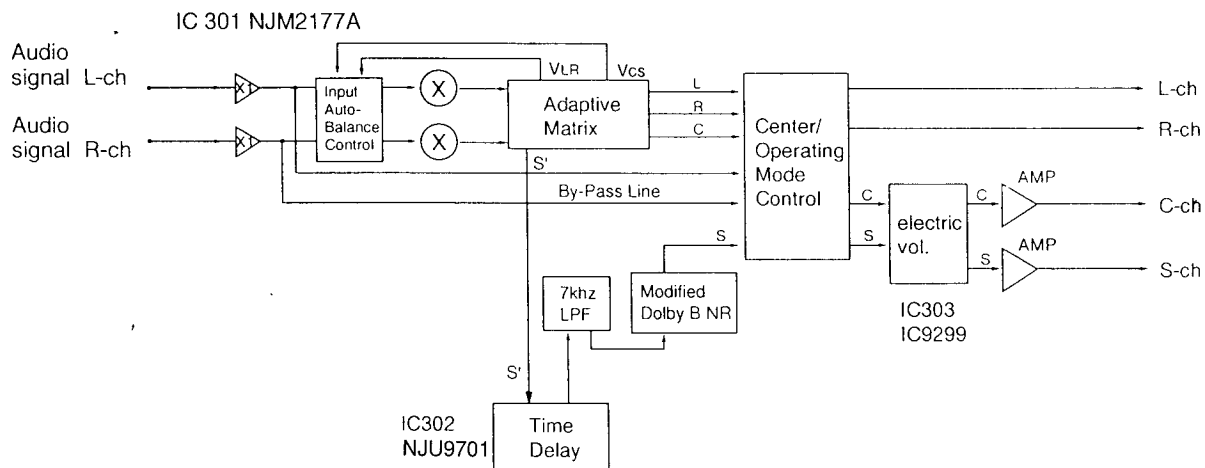 IC 301 NJM2177A
Audio
signal L-ch
Audio
signal R-ch
X1
X1
Input
Auto-
Balance
Control
X
X
VLR
Vcs
Adaptive
Matrix
L
R
C
S'
By-Pass Line
S
Center/
Operating
Mode
Control
L-ch
R-ch
C
S
electric
vol.
C
S
AMP
AMP
C-ch
S-ch
IC303
IC9299
7khz
LPF
Modified
Dolby B NR
S'
IC302
NJU9701
Time
Delay